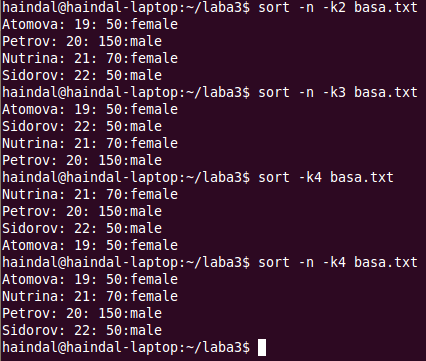 haindal@haindal-laptop:~/laba3$ sort -n -k2 basa.txt
Atomova: 19: 50:female
Petrov: 20: 150:male
Nutrina: 21: 70:female
Sidorov: 22: 50:male
haindal@haindal-laptop:~/laba3$ sort -n -k3 basa.txt
Atomova: 19: 50:female
Sidorov: 22: 50:male
Nutrina: 21: 70:female
Petrov: 20: 150:male
haindal@haindal-laptop:~/laba3$ sort -k4 basa.txt
Nutrina: 21: 70:female
Petrov: 20: 150:male
Sidorov: 22: 50:male
Atomova: 19: 50:female
haindal@haindal-laptop:~/laba3$ sort -n -k4 basa.txt
Atomova: 19: 50:female
Nutrina: 21: 70:female
Petrov: 20: 150:male
Sidorov: 22: 50:male
haindal@haindal-laptop:~/laba3$